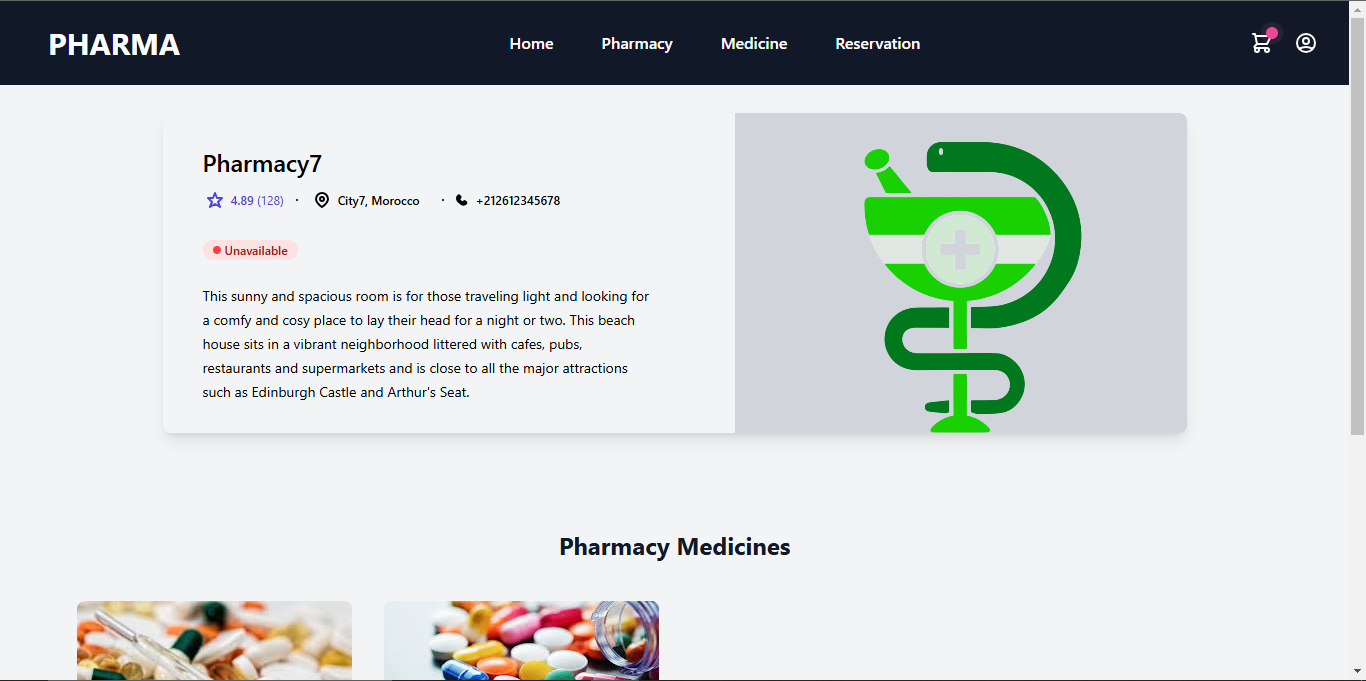 PHARMA
Home Pharmacy Medicine Reservation
Pharmacy7
4.89 (128) · City7, Morocco · +212612345678
Unavailable
This sunny and spacious room is for those traveling light and looking for
a comfy and cosy place to lay their head for a night or two. This beach
house sits in a vibrant neighborhood littered with cafes, pubs,
restaurants and supermarkets and is close to all the major attractions
such as Edinburgh Castle and Arthur's Seat.
Pharmacy Medicines